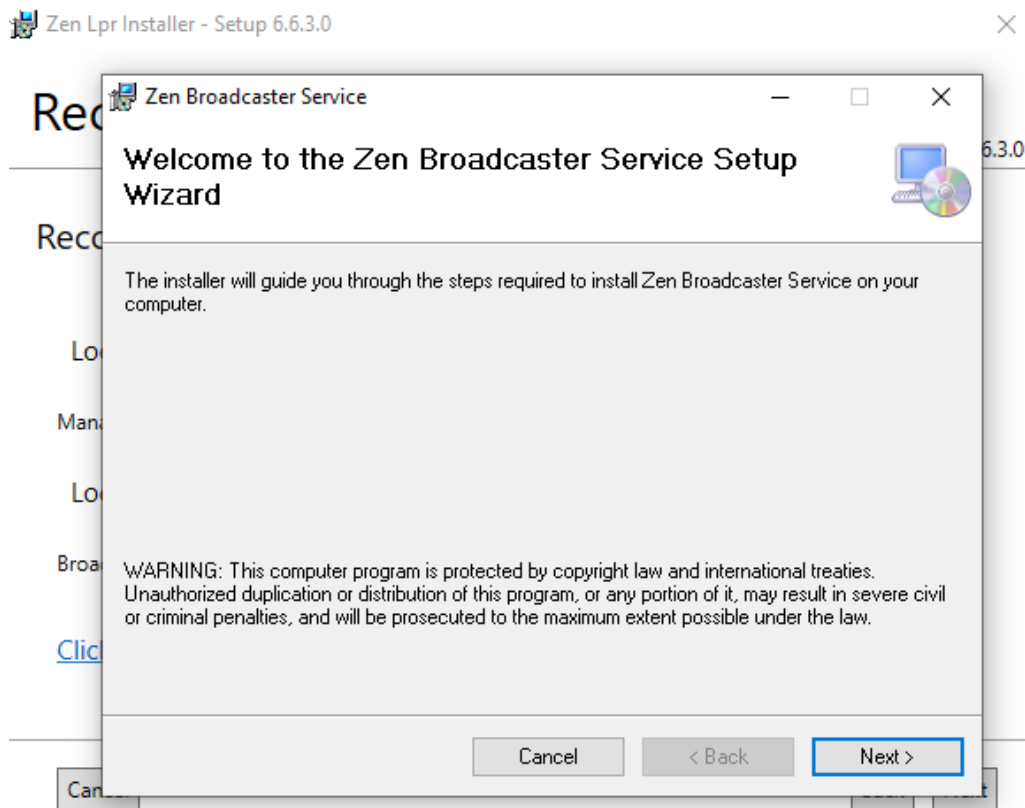 Zen Lpr Installer - Setup 6.6.3.0
Zen Broadcaster Service
Welcome to the Zen Broadcaster Service Setup
Wizard
6.3.0
The installer will guide you through the steps required to install Zen Broadcaster Service on your
computer.
WARNING: This computer program is protected by copyright law and international treaties.
Unauthorized duplication or distribution of this program, or any portion of it, may result in severe civil
or criminal penalties, and will be prosecuted to the maximum extent possible under the law.
Cancel
< Back
Next >